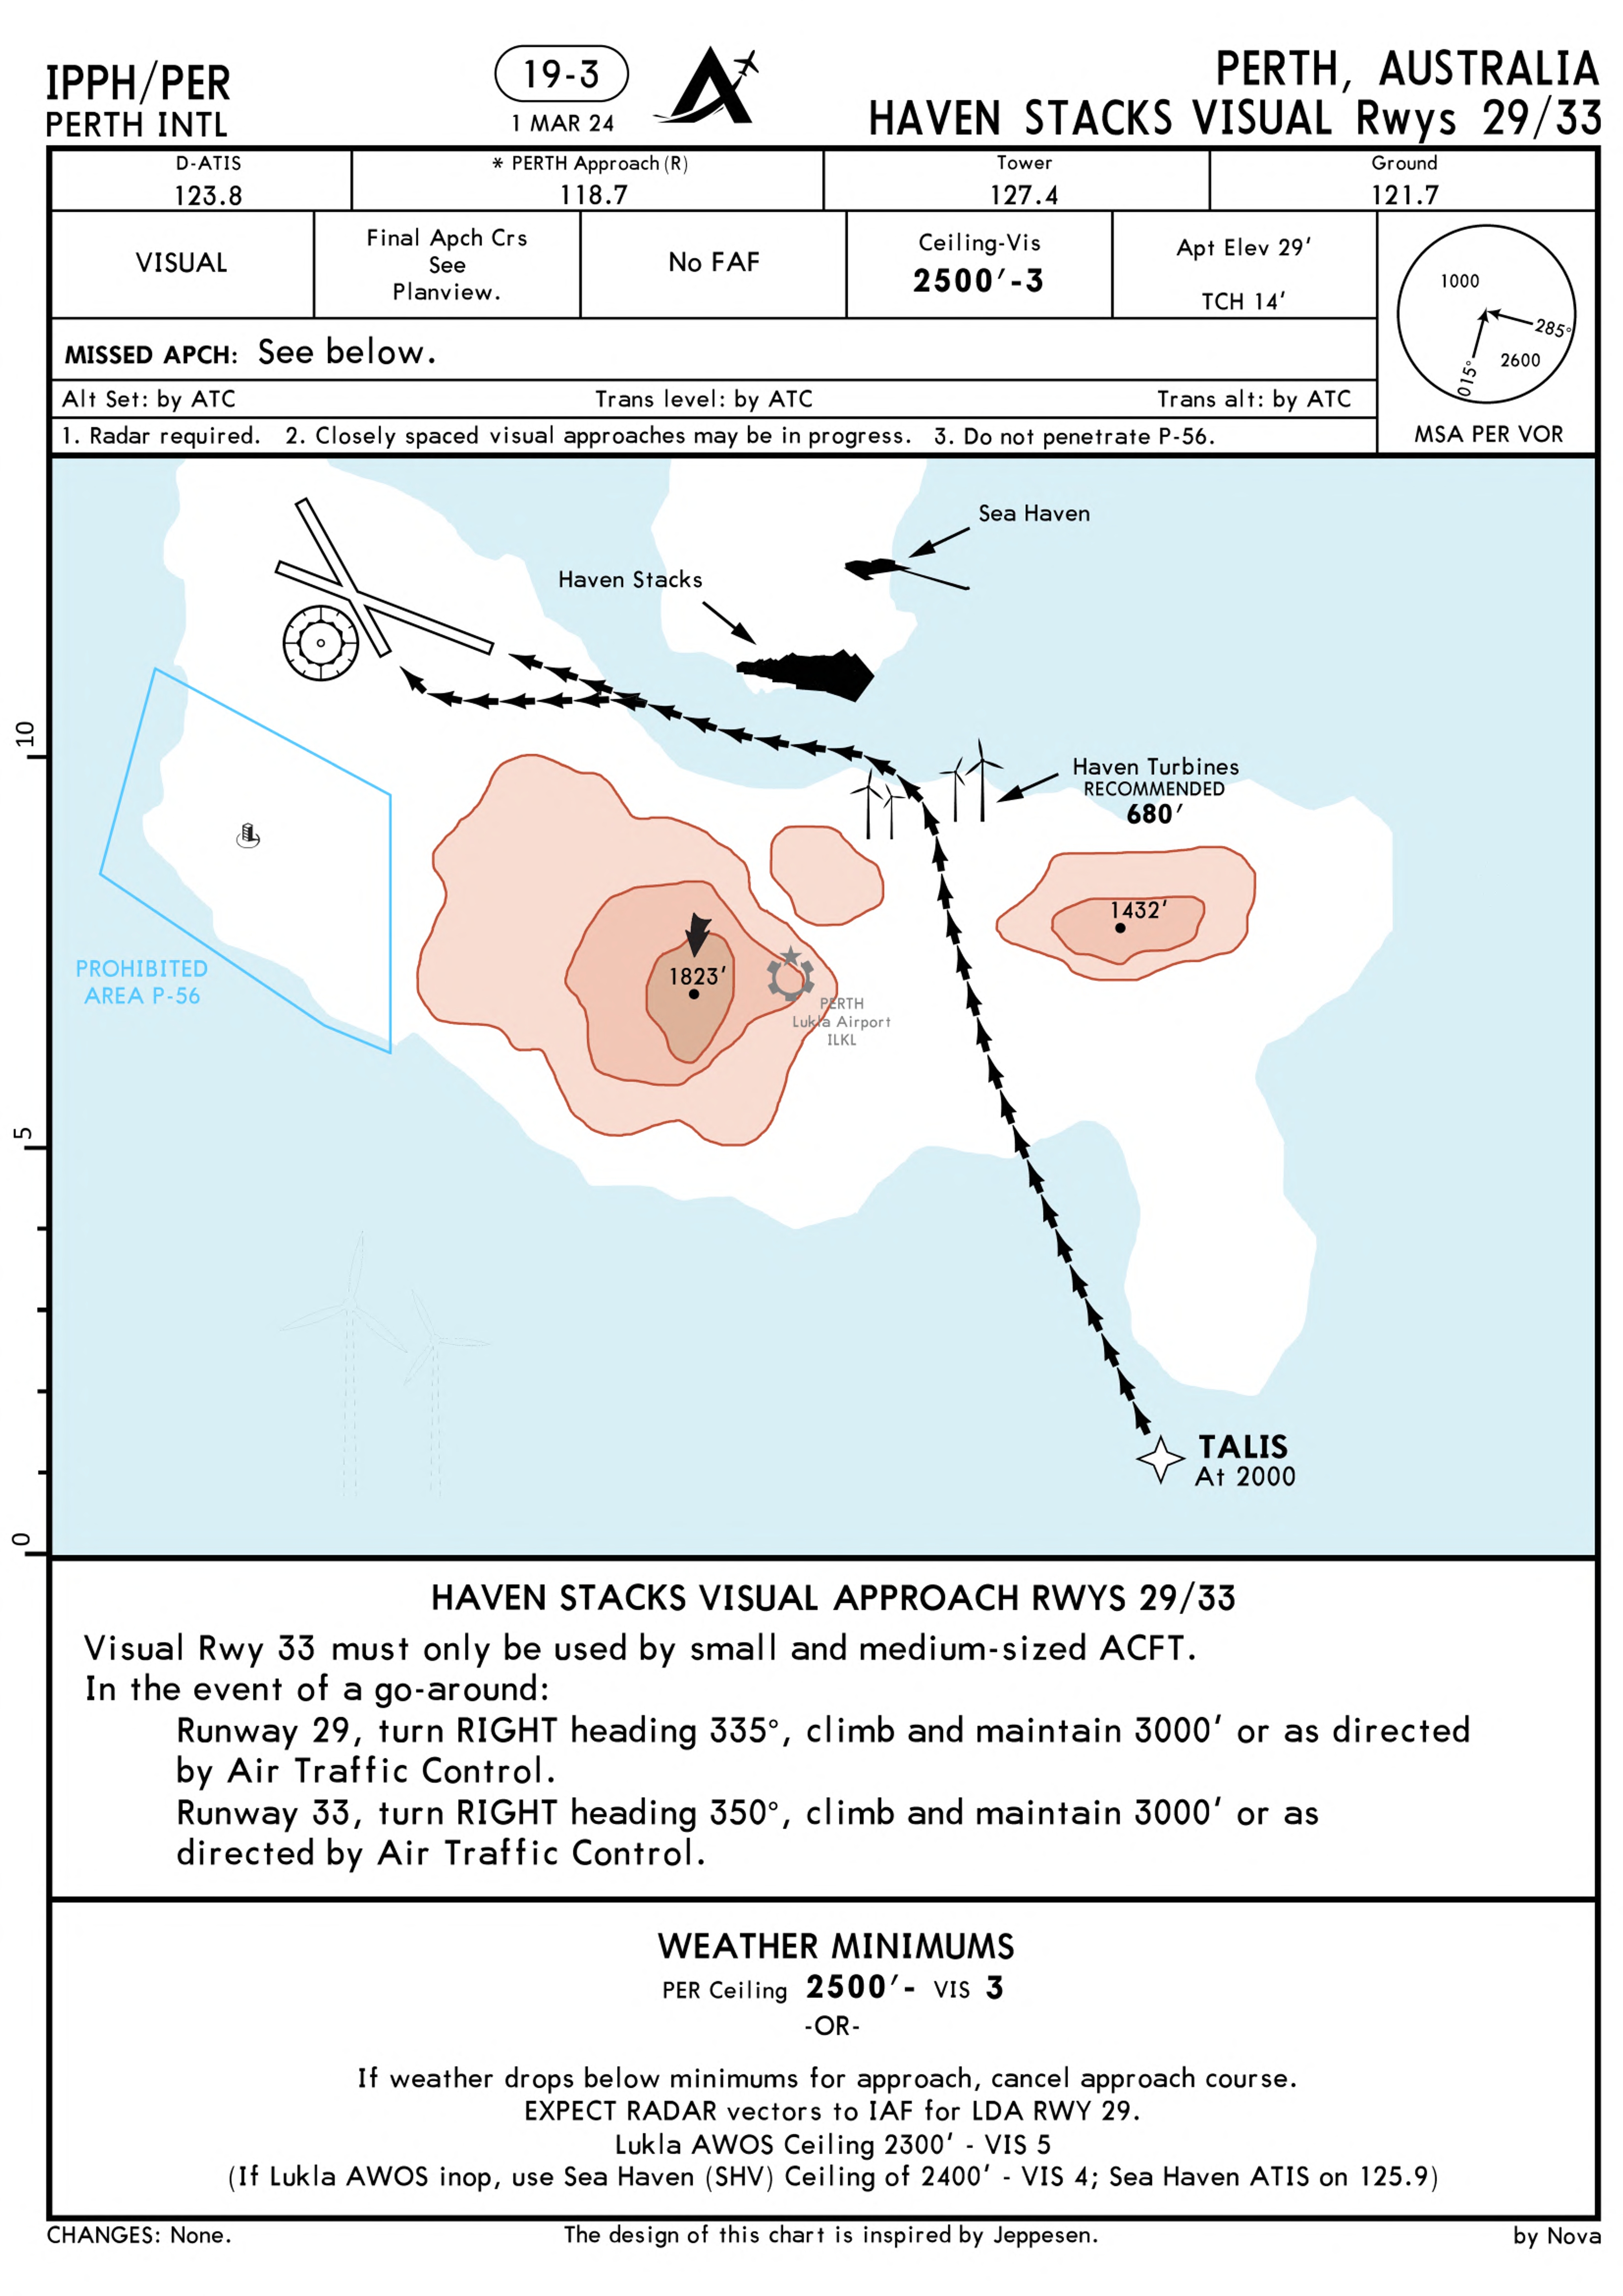 IPPH/PER
PERTH INTL
19-3
1 MAR 24
PERTH, AUSTRALIA
HAVEN STACKS VISUAL Rwys 29/33
D-ATIS
123.8
* PERTH Approach (R)
118.7
Tower
127.4
Ground
121.7
VISUAL
Final Apch Crs
See
Planview.
No FAF
Ceiling-Vis
2500'-3
Apt Elev 29'
TCH 14'
MISSED APCH: See below.
Alt Set: by ATC
Trans level: by ATC
Trans alt: by ATC
1. Radar required. 2. Closely spaced visual approaches may be in progress. 3. Do not penetrate P-56.
1000
285°
015°
2600
MSA PER VOR
Sea Haven
Haven Stacks
10
Haven Turbines
RECOMMENDED
680'
1432'
PROHIBITED
AREA P-56
1823'
PERTH
Lukla Airport
ILKL
5
TALIS
At 2000
0
HAVEN STACKS VISUAL APPROACH RWYS 29/33
Visual Rwy 33 must only be used by small and medium-sized ACFT.
In the event of a go-around:
Runway 29, turn RIGHT heading 335°, climb and maintain 3000' or as directed
by Air Traffic Control.
Runway 33, turn RIGHT heading 350°, climb and maintain 3000' or as
directed by Air Traffic Control.
WEATHER MINIMUMS
PER Ceiling 2500'- VIS 3
-OR-
If weather drops below minimums for approach, cancel approach course.
EXPECT RADAR vectors to IAF for LDA RWY 29.
Lukla AWOS Ceiling 2300' - VIS 5
(If Lukla AWOS inop, use Sea Haven (SHV) Ceiling of 2400' - VIS 4; Sea Haven ATIS on 125.9)
CHANGES: None.
The design of this chart is inspired by Jeppesen.
by Nova